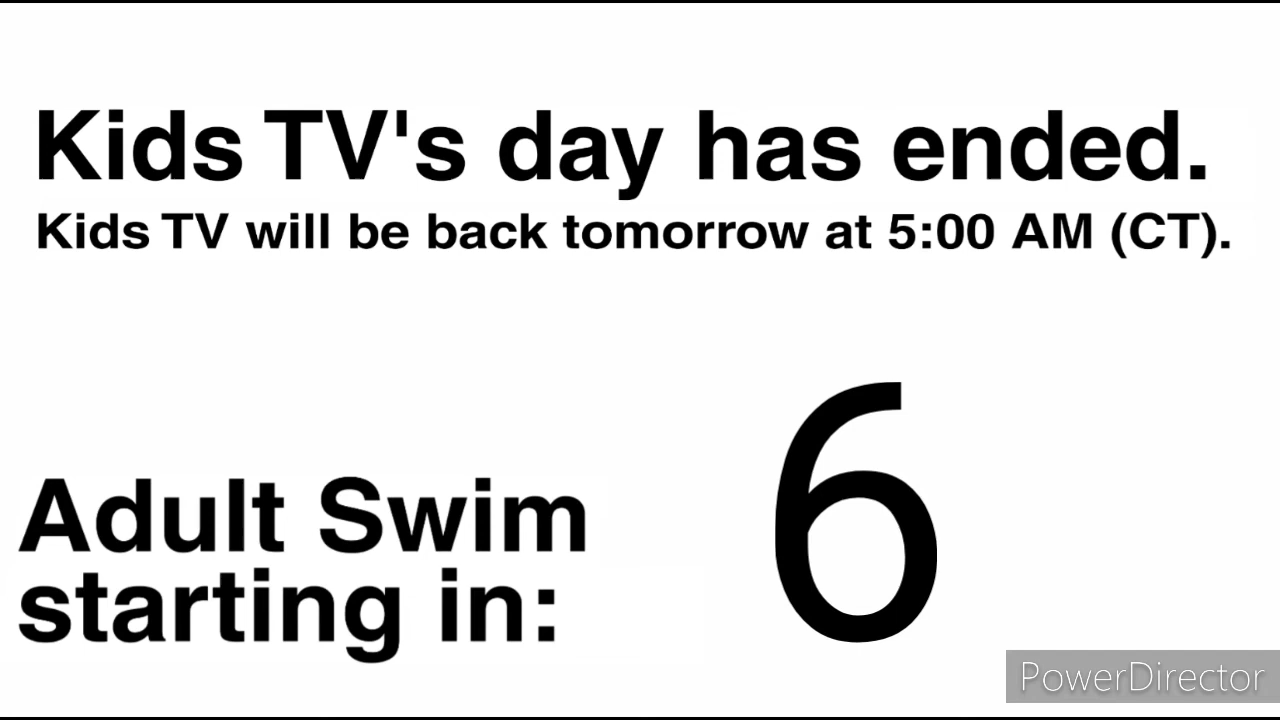 Kids TV's day has ended.
Kids TV will be back tomorrow at 5:00 AM (CT).
Adult Swim
starting in:
6
PowerDirector